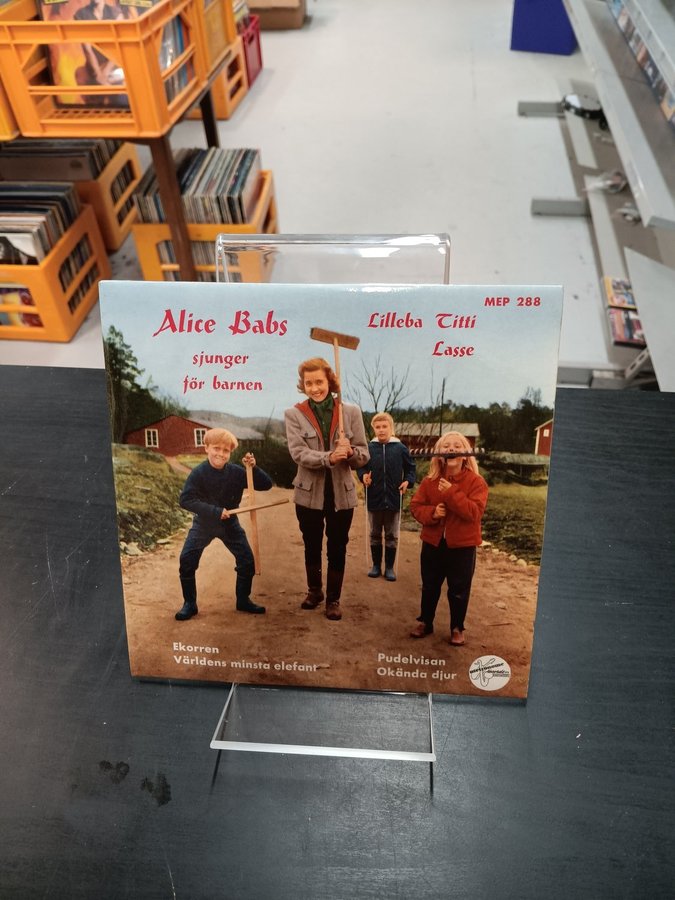 MEP 288
Alice Babs
sjunger
för barnen
Lilleba Titti
Lasse
Ekorren
Världens minsta elefant
Pudelvisan
Okända djur